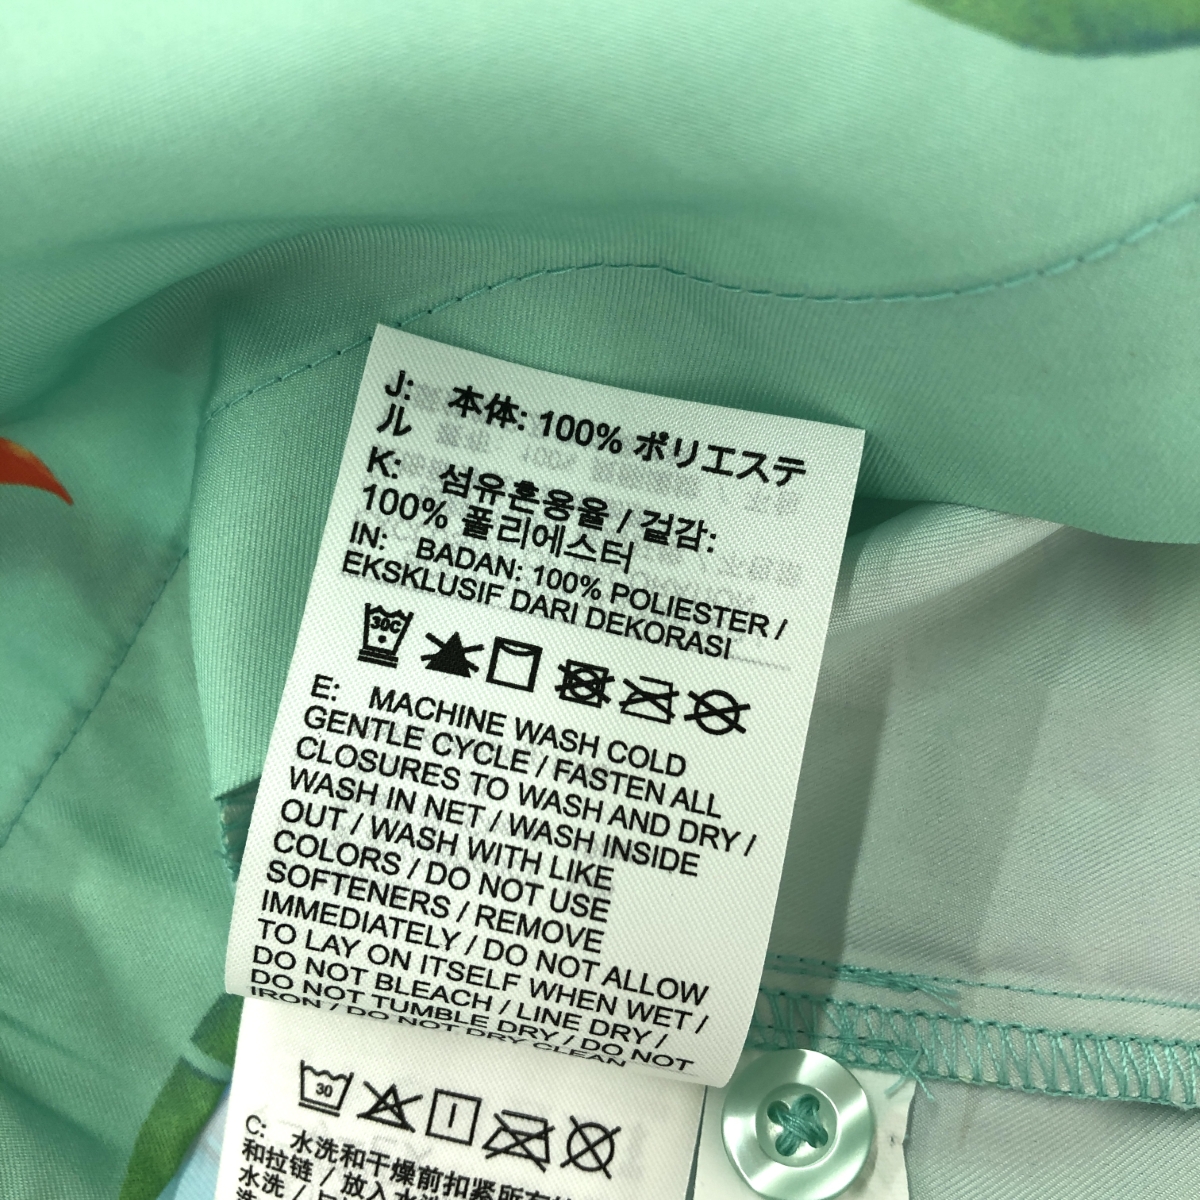 J: 本体: 100% ポリエステ
ル
K: 섬유혼용율 / 겉감:
100% 폴리에스터
IN: BADAN: 100% POLIESTER /
EKSKLUSIF DARI DEKORASI
30C
E: MACHINE WASH COLD
GENTLE CYCLE / FASTEN ALL
CLOSURES TO WASH AND DRY /
WASH IN NET / WASH INSIDE
OUT / WASH WITH LIKE
COLORS / DO NOT USE
SOFTENERS / REMOVE
IMMEDIATELY / DO NOT ALLOW
TO LAY ON ITSELF WHEN WET /
DO NOT BLEACH / LINE DRY /
DO NOT TUMBLE DRY / DO NOT
IRON / DO NOT DRY CLEAN
30
C: 水洗和干燥前扣紧所有
和拉链 / 放入水洗
水洗 /